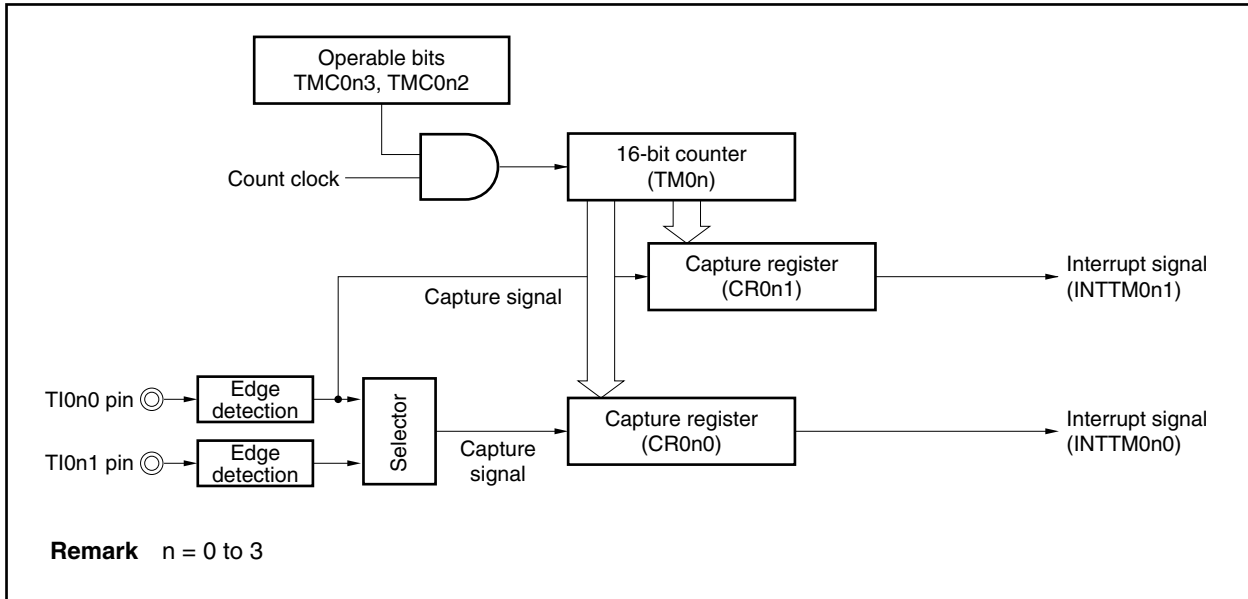 Operable bits
TMC0n3, TMC0n2
Count clock
16-bit counter
(TM0n)
Capture register
(CR0n1)
Interrupt signal
(INTTM0n1)
Capture signal
TI0n0 pin
Edge
detection
Selector
Capture register
(CR0n0)
Interrupt signal
(INTTM0n0)
TI0n1 pin
Edge
detection
Capture
signal
Remark n = 0 to 3